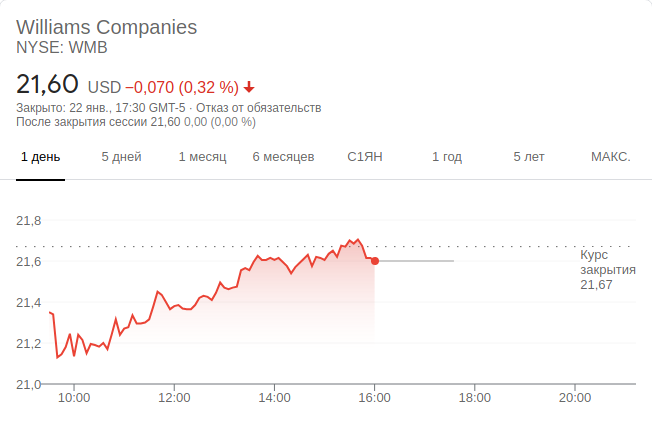 Williams Companies
NYSE: WMB
21,60 USD −0,070 (0,32 %)
Закрыто: 22 янв., 17:30 GMT-5 · Отказ от обязательств
После закрытия сессии 21,60 0,00 (0,00 %)
1 день 5 дней 1 месяц 6 месяцев С1ЯН 1 год 5 лет МАКС.
21,8
Курс
закрытия
21,67
21,6
21,4
21,2
21,0
10:00 12:00 14:00 16:00 18:00 20:00